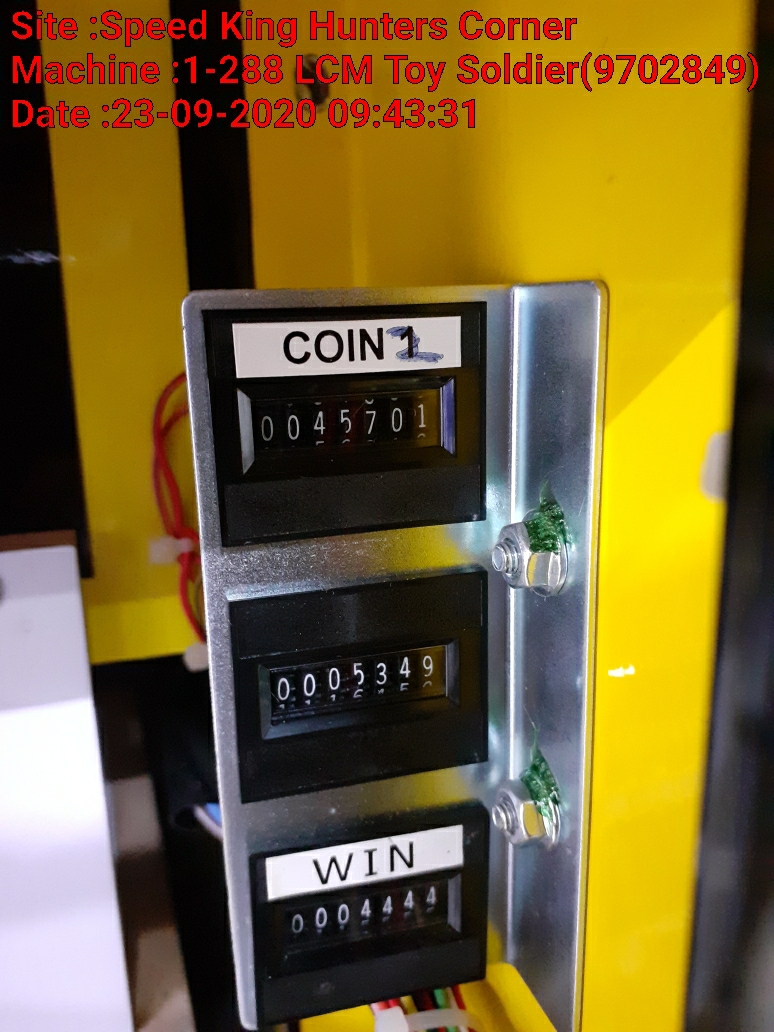 Site :Speed King Hunters Corner
Machine :1-288 LCM Toy Soldier(9702849)
Date :23-09-2020 09:43:31
COIN 1
0045701
0005349
WIN
0004444